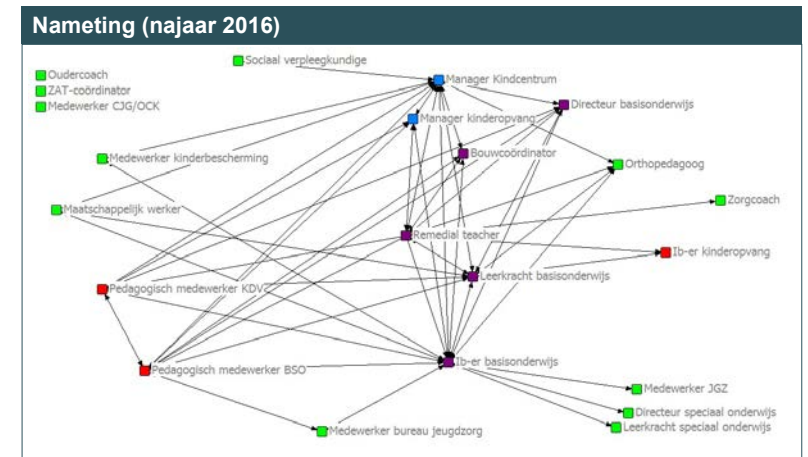 Nameting (najaar 2016)
Sociaal verpleegkundige
Oudercoach
ZAT-coördinator
Medewerker CJG/OCK
Manager Kindcentrum
Directeur basisonderwijs
Manager kinderopvang
Bouwcoördinator
Medewerker kinderbescherming
Orthopedagoog
Zorgcoach
Maatschappelijk werker
Remedial teacher
Ib-er kinderopvang
Leerkracht basisonderwijs
Pedagogisch medewerker KDV
Ib-er basisonderwijs
Pedagogisch medewerker BSO
Medewerker JGZ
Directeur speciaal onderwijs
Leerkracht speciaal onderwijs
Medewerker bureau jeugdzorg